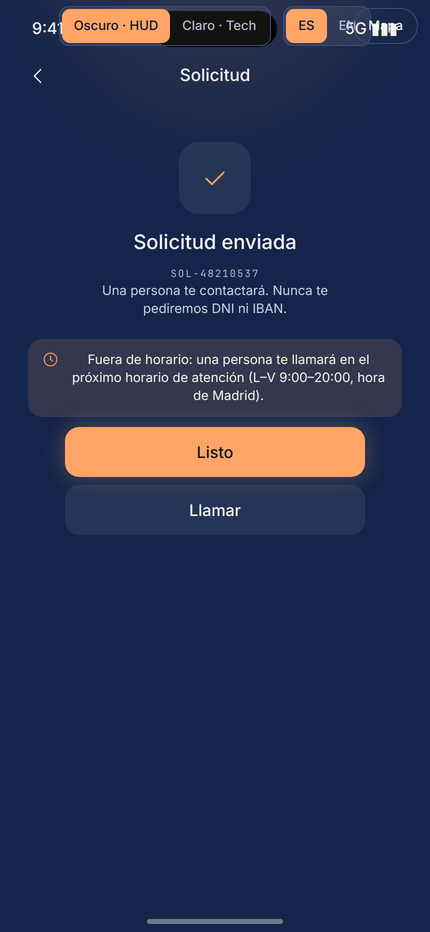 9:41
Oscuro · HUD
Claro · Tech
ES
EN
5G
Mapa
Solicitud
Solicitud enviada
SOL-48210537
Una persona te contactará. Nunca te
pediremos DNI ni IBAN.
Fuera de horario: una persona te llamará en el
próximo horario de atención (L–V 9:00–20:00, hora
de Madrid).
Listo
Llamar